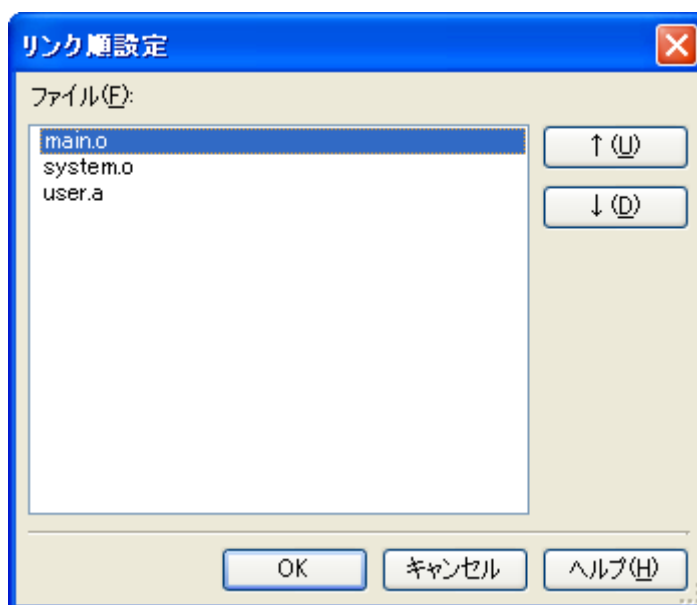 リンク順設定
ファイル(F):
main.o
system.o
user.a
↑(U)
↓(D)
OK
キャンセル
ヘルプ(H)